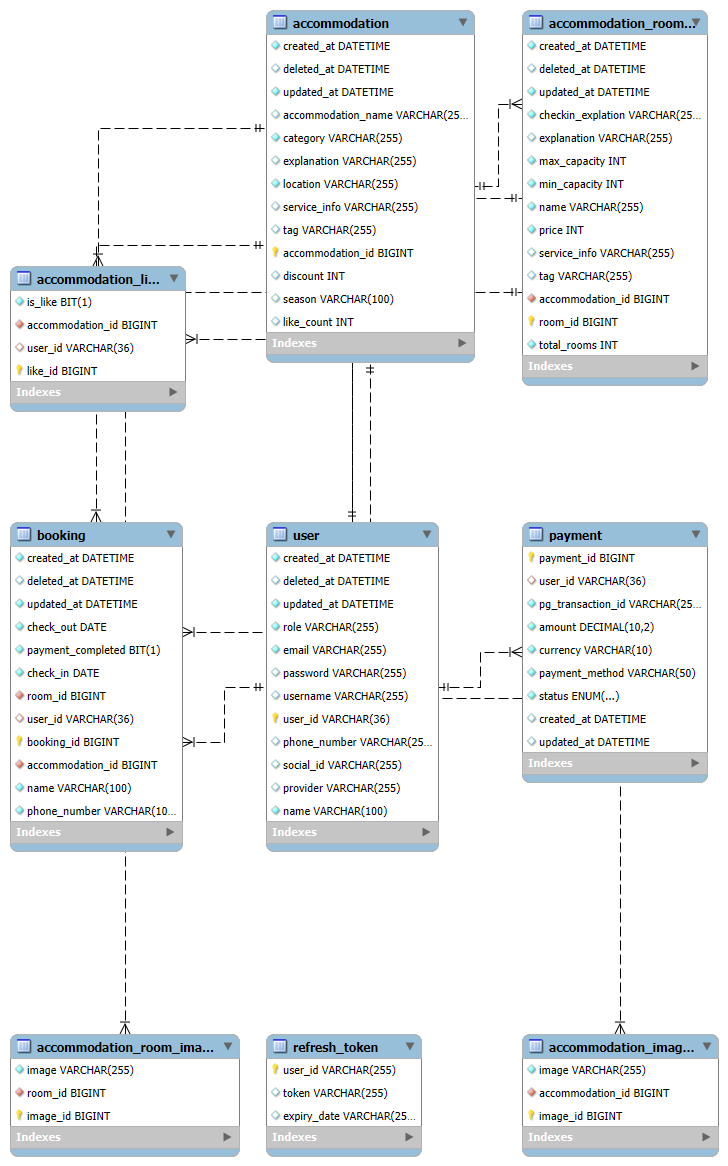 accommodation
created_at DATETIME
deleted_at DATETIME
updated_at DATETIME
accommodation_name VARCHAR(25...
category VARCHAR(255)
explanation VARCHAR(255)
location VARCHAR(255)
service_info VARCHAR(255)
tag VARCHAR(255)
accommodation_id BIGINT
discount INT
season VARCHAR(100)
like_count INT
Indexes
accommodation_room...
created_at DATETIME
deleted_at DATETIME
updated_at DATETIME
checkin_explation VARCHAR(25...
explanation VARCHAR(255)
max_capacity INT
min_capacity INT
name VARCHAR(255)
price INT
service_info VARCHAR(255)
tag VARCHAR(255)
accommodation_id BIGINT
room_id BIGINT
total_rooms INT
Indexes
accommodation_li...
is_like BIT(1)
accommodation_id BIGINT
user_id VARCHAR(36)
like_id BIGINT
Indexes
booking
created_at DATETIME
deleted_at DATETIME
updated_at DATETIME
check_out DATE
payment_completed BIT(1)
check_in DATE
room_id BIGINT
user_id VARCHAR(36)
booking_id BIGINT
accommodation_id BIGINT
name VARCHAR(100)
phone_number VARCHAR(10...
Indexes
user
created_at DATETIME
deleted_at DATETIME
updated_at DATETIME
role VARCHAR(255)
email VARCHAR(255)
password VARCHAR(255)
username VARCHAR(255)
user_id VARCHAR(36)
phone_number VARCHAR(25...
social_id VARCHAR(255)
provider VARCHAR(255)
name VARCHAR(100)
Indexes
payment
payment_id BIGINT
user_id VARCHAR(36)
pg_transaction_id VARCHAR(25...
amount DECIMAL(10,2)
currency VARCHAR(10)
payment_method VARCHAR(50)
status ENUM(...)
created_at DATETIME
updated_at DATETIME
Indexes
accommodation_room_ima...
image VARCHAR(255)
room_id BIGINT
image_id BIGINT
Indexes
refresh_token
user_id VARCHAR(255)
token VARCHAR(255)
expiry_date VARCHAR(25...
Indexes
accommodation_imag...
image VARCHAR(255)
accommodation_id BIGINT
image_id BIGINT
Indexes